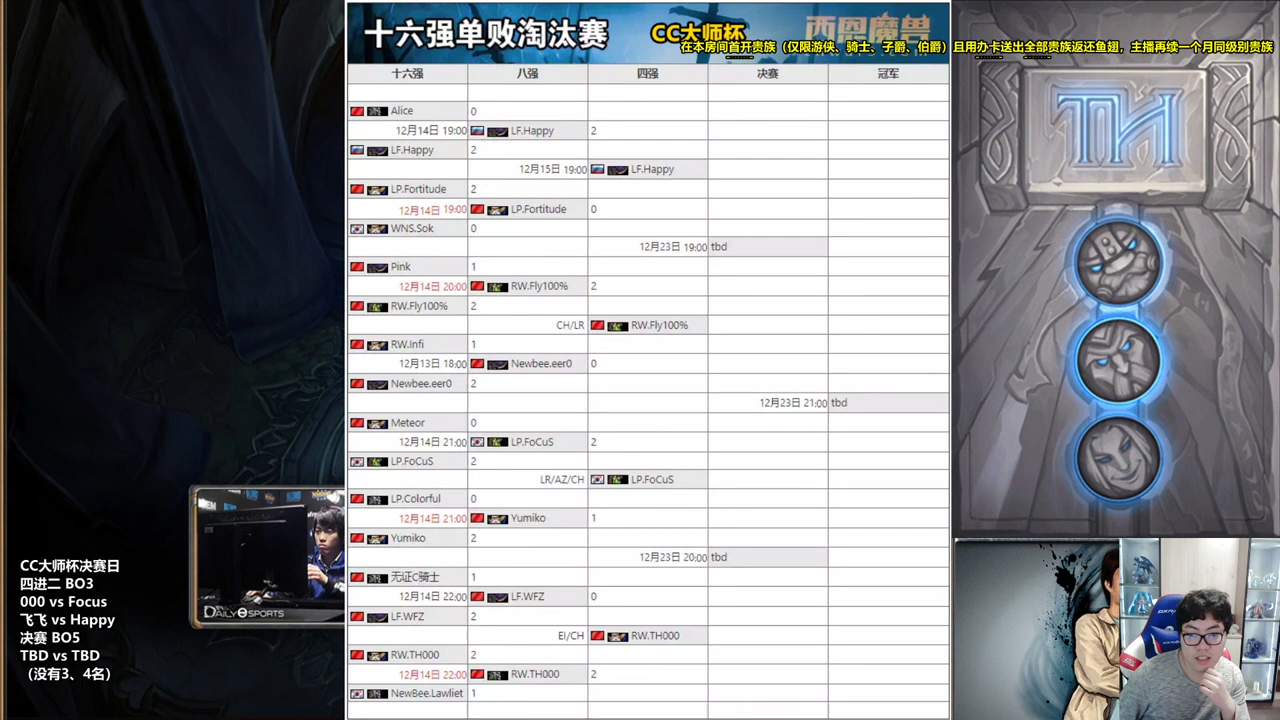 十六强单败淘汰赛
CC大师杯
西恩魔兽
在本房间首开贵族（仅限游侠、骑士、子爵、伯爵）且用办卡送出全部贵族返还鱼翅，主播再续一个月同级别贵族
十六强 八强 四强 决赛 冠军
Alice 0
12月14日 19:00 LF.Happy 2
LF.Happy 2
12月15日 19:00 LF.Happy
LP.Fortitude 2
12月14日 19:00 LP.Fortitude 0
WNS.Sok 0
12月23日 19:00 tbd
Pink 1
12月14日 20:00 RW.Fly100% 2
RW.Fly100% 2
CH/LR RW.Fly100%
RW.Infi 1
12月13日 18:00 Newbee.eer0 0
Newbee.eer0 2
12月23日 21:00 tbd
Meteor 0
12月14日 21:00 LP.FoCuS 2
LP.FoCuS 2
LR/AZ/CH LP.FoCuS
LP.Colorful 0
12月14日 21:00 Yumiko 1
Yumiko 2
12月23日 20:00 tbd
无证C骑士 1
12月14日 22:00 LF.WFZ 0
LF.WFZ 2
EI/CH RW.TH000
RW.TH000 2
12月14日 22:00 RW.TH000 2
NewBee.Lawliet 1
TH
DAILY ESPORTS
CC大师杯决赛日
四进二 BO3
000 vs Focus
飞飞 vs Happy
决赛 BO5
TBD vs TBD
（没有3、4名）